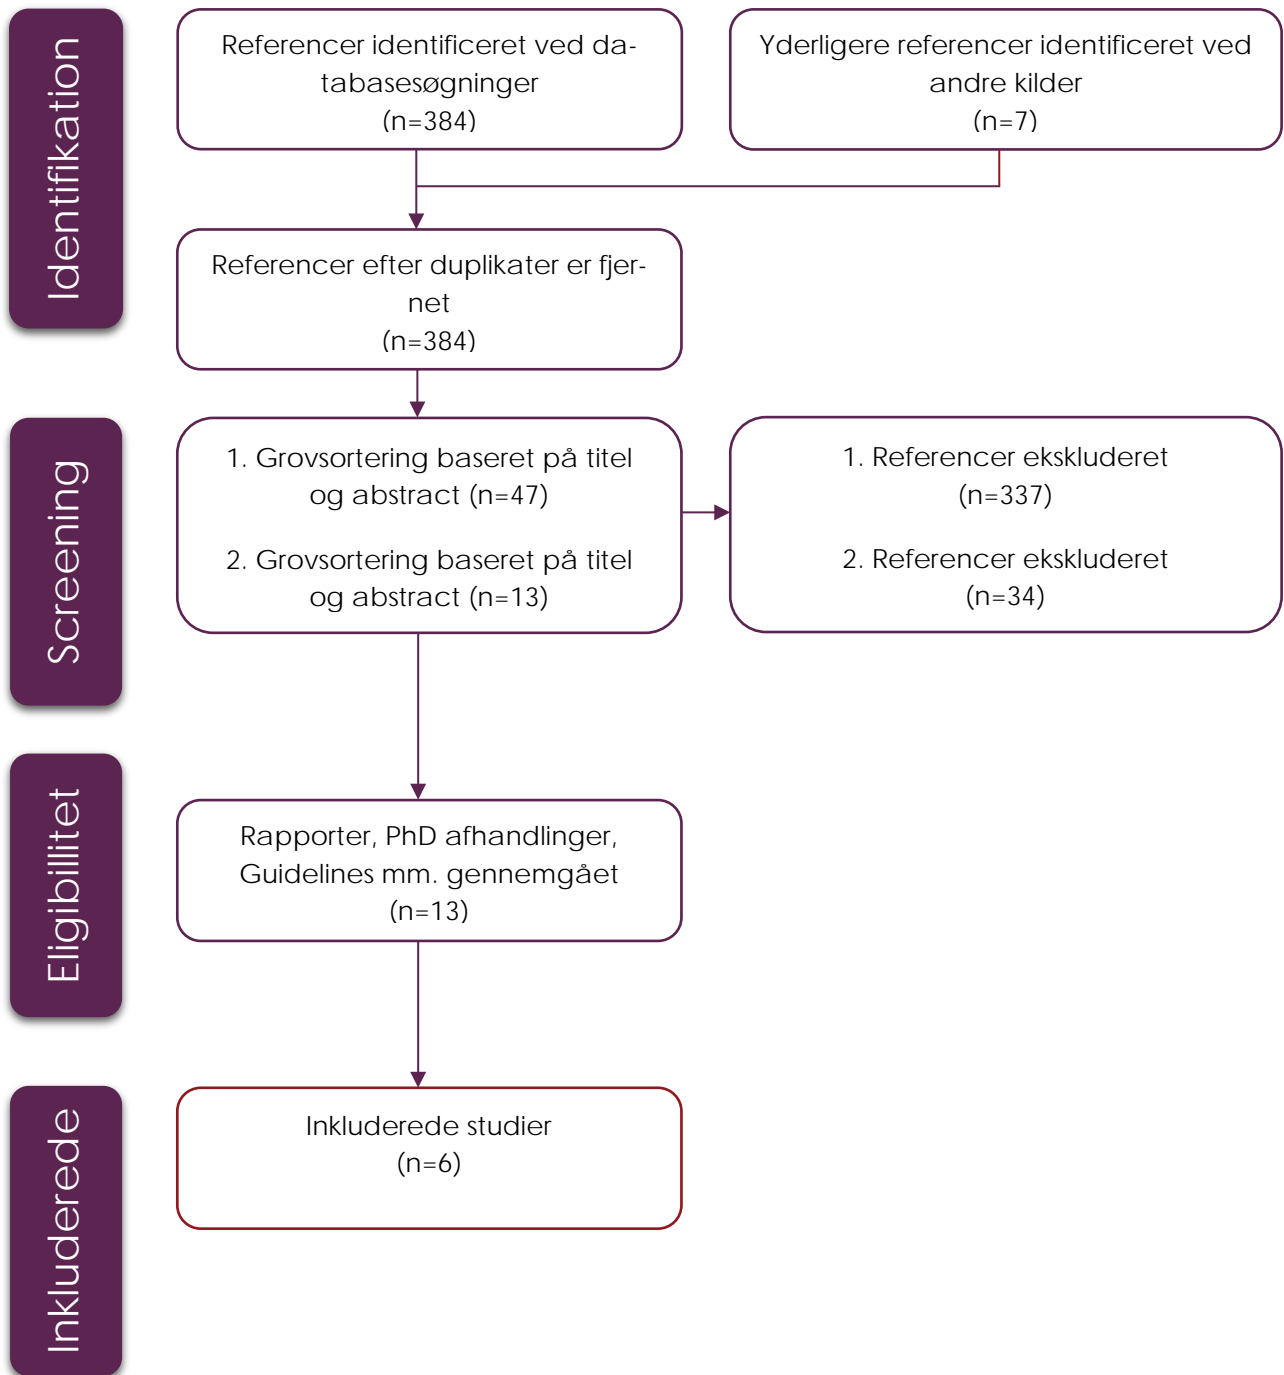 Identifikation
Referencer identificeret ved da-
tabasesøgninger
(n=384)
Yderligere referencer identificeret ved
andre kilder
(n=7)
Referencer efter duplikater er fjer-
net
(n=384)
Screening
1. Grovsortering baseret på titel
og abstract (n=47)
2. Grovsortering baseret på titel
og abstract (n=13)
1. Referencer ekskluderet
(n=337)
2. Referencer ekskluderet
(n=34)
Eligibillitet
Rapporter, PhD afhandlinger,
Guidelines mm. gennemgået
(n=13)
Inkluderede
Inkluderede studier
(n=6)